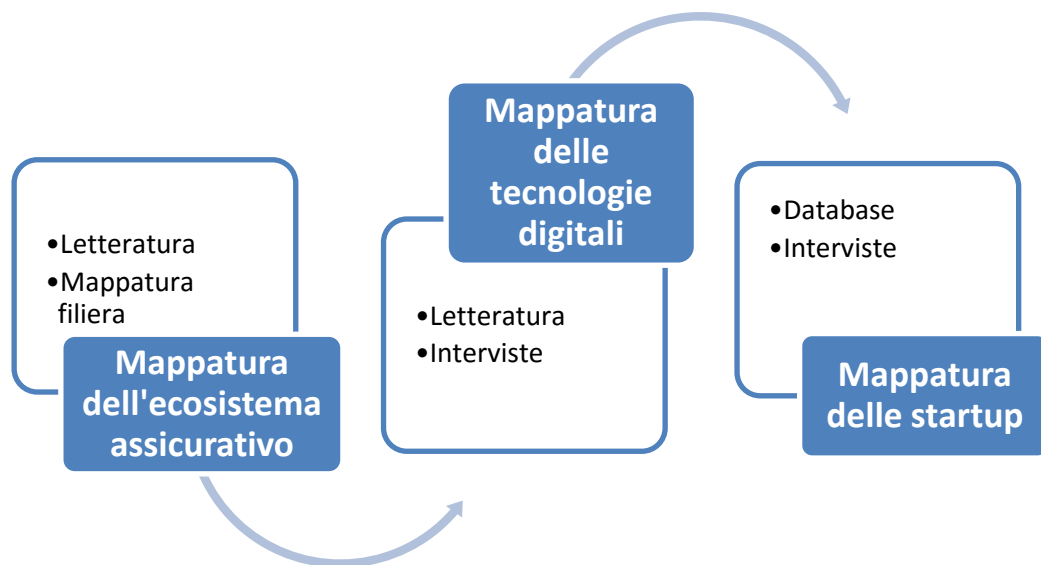 •Letteratura
•Mappatura
filiera
Mappatura
dell'ecosistema
assicurativo
Mappatura
delle
tecnologie
digitali
•Letteratura
•Interviste
•Database
•Interviste
Mappatura
delle startup